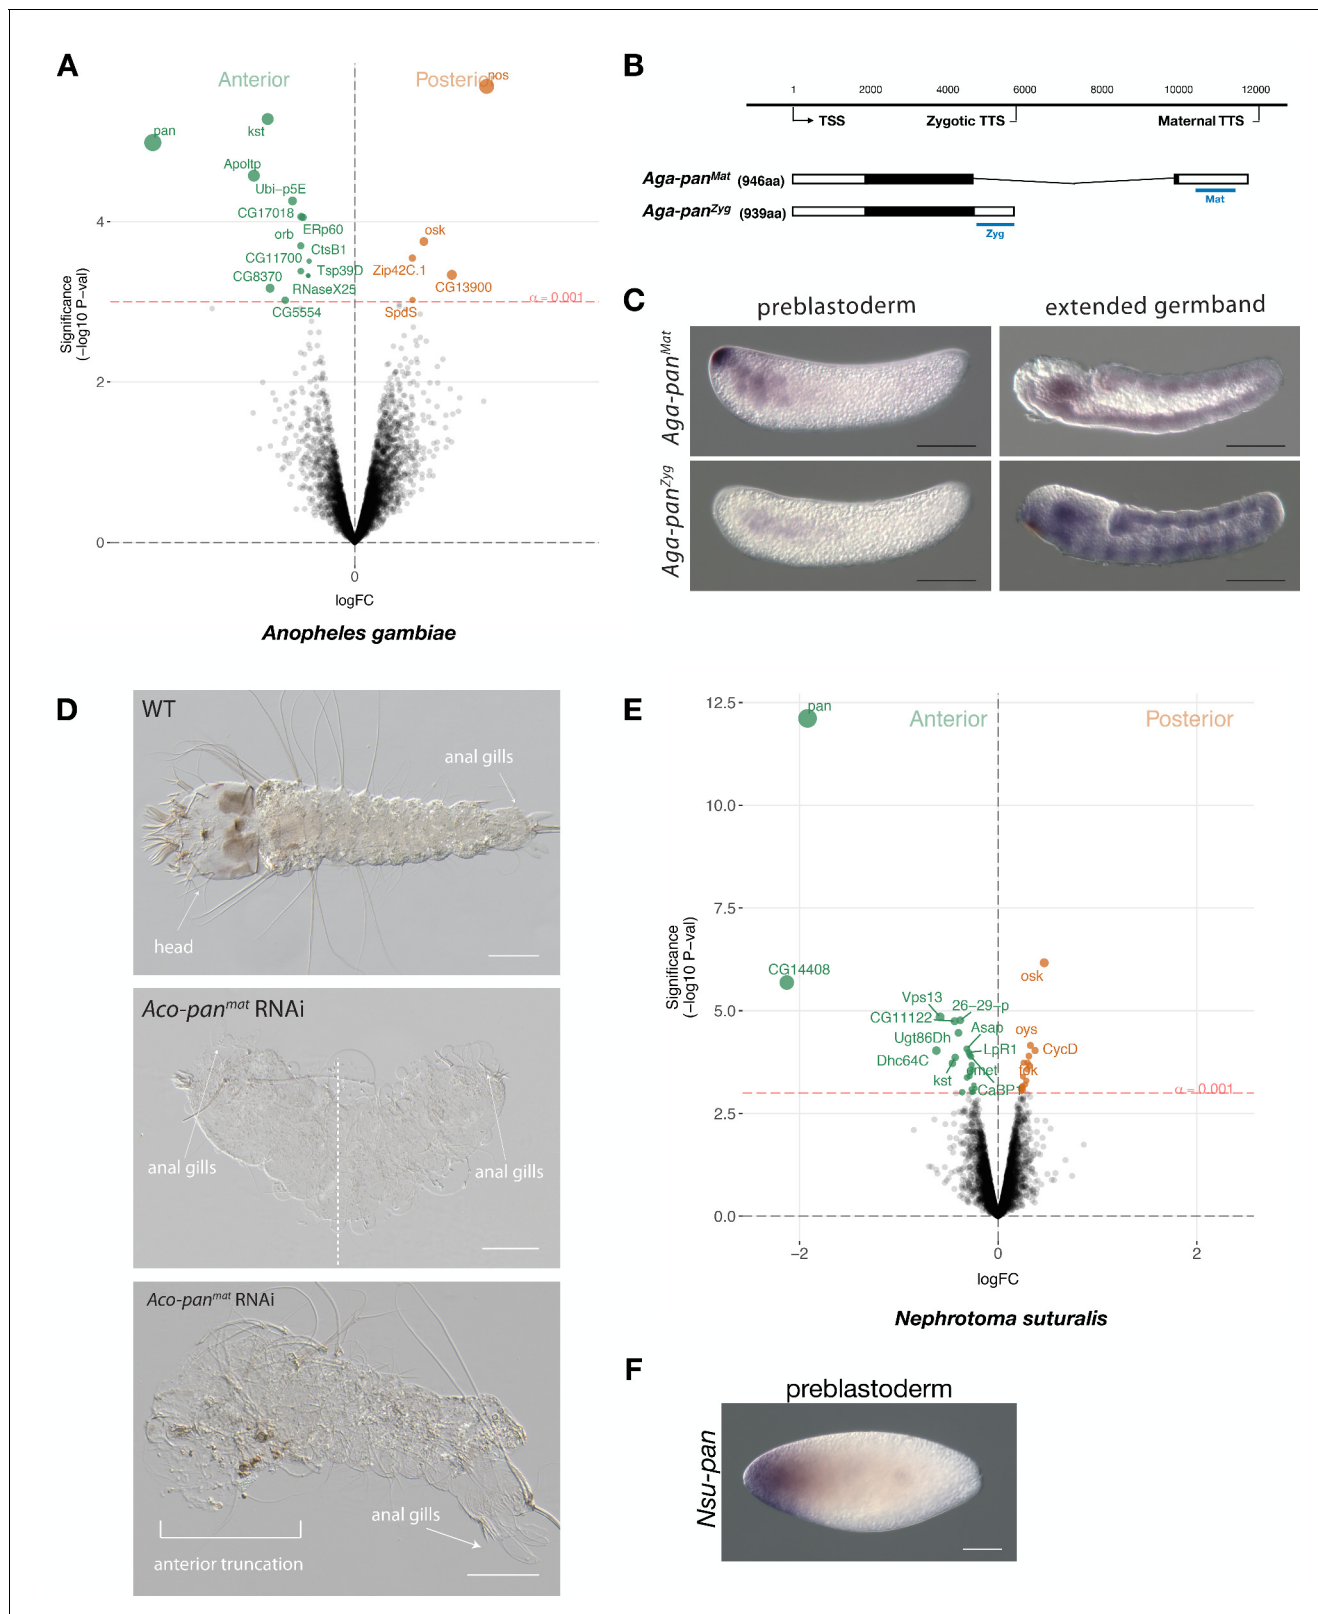 A
Anterior
Posterior
nos
pan
kst
Apoltp
Ubi−p5E
CG17018
ERp60
orb
CtsB1
CG11700
Tsp39D
CG8370
RNaseX25
CG5554
osk
Zip42C.1
CG13900
SpdS
α = 0.001
4
2
0
Significance
(−log10 P−val)
0
logFC
Anopheles gambiae
B
1 2000 4000 6000 8000 10000 12000
TSS Zygotic TTS Maternal TTS
Aga-panMat (946aa)
Mat
Aga-panZyg (939aa)
Zyg
C
preblastoderm extended germband
Aga-panMat
Aga-panZyg
D
WT
anal gills
head
Aco-panmat RNAi
anal gills
anal gills
Aco-panmat RNAi
anal gills
anterior truncation
E
12.5
10.0
7.5
5.0
2.5
0.0
Significance
(−log10 P−val)
pan
Anterior
Posterior
CG14408
osk
Vps13
26−29−p
CG11122
Asap
oys
Ugt86Dh
LpR1
CycD
Dhc64C
kst
CaBP1
α = 0.001
−2 0 2
logFC
Nephrotoma suturalis
F
preblastoderm
Nsu-pan